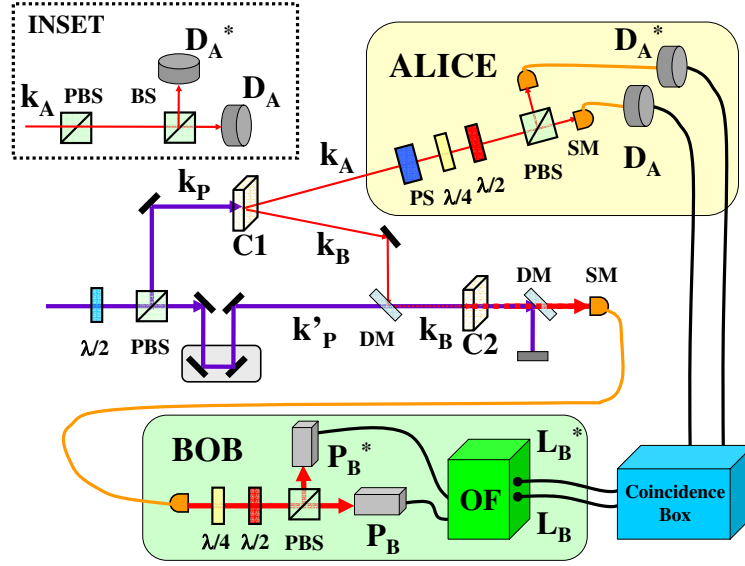 INSET
D_A^*
k_A
PBS
BS
D_A
ALICE
D_A^*
D_A
SM
PBS
λ/2
λ/4
PS
k_A
k_P
C1
k_B
DM
SM
λ/2
PBS
k'_P
DM
k_B
C2
BOB
P_B^*
OF
L_B^*
L_B
Coincidence
Box
λ/4
λ/2
PBS
P_B